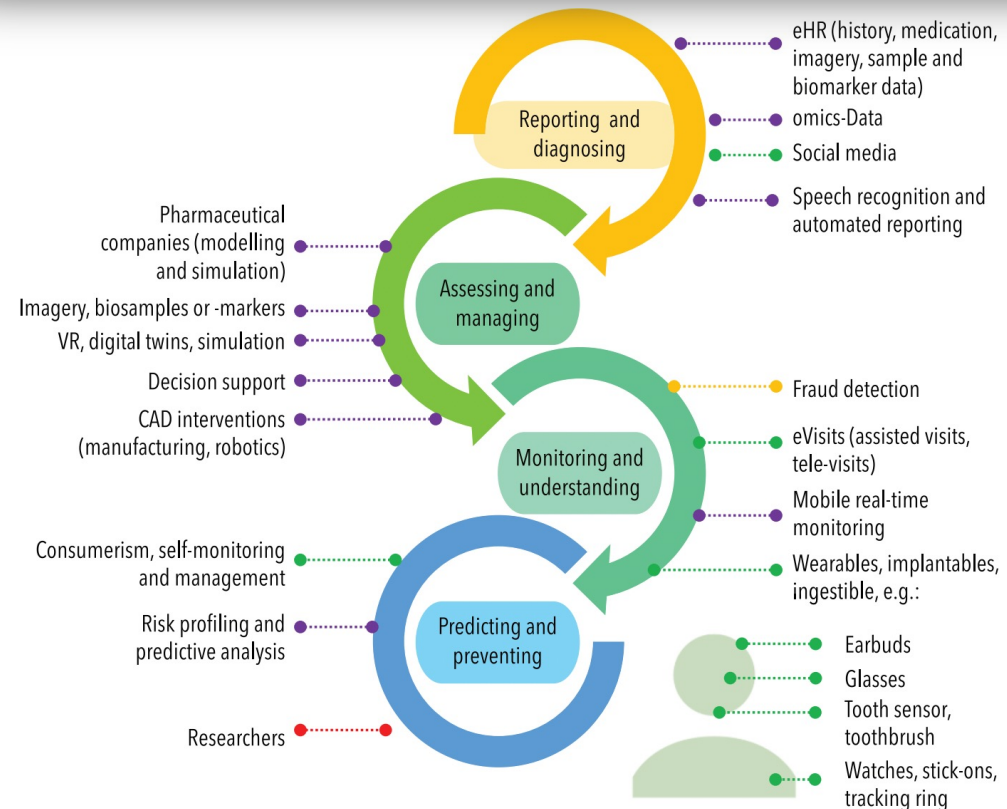 eHR (history, medication,
imagery, sample and
biomarker data)
omics-Data
Social media
Speech recognition and
automated reporting
Reporting and
diagnosing
Pharmaceutical
companies (modelling
and simulation)
Imagery, biosamples or -markers
VR, digital twins, simulation
Decision support
CAD interventions
(manufacturing, robotics)
Assessing and
managing
Fraud detection
eVisits (assisted visits,
tele-visits)
Mobile real-time
monitoring
Wearables, implantables,
ingestible, e.g.:
Monitoring and
understanding
Consumerism, self-monitoring
and management
Risk profiling and
predictive analysis
Researchers
Predicting and
preventing
Earbuds
Glasses
Tooth sensor,
toothbrush
Watches, stick-ons,
tracking ring